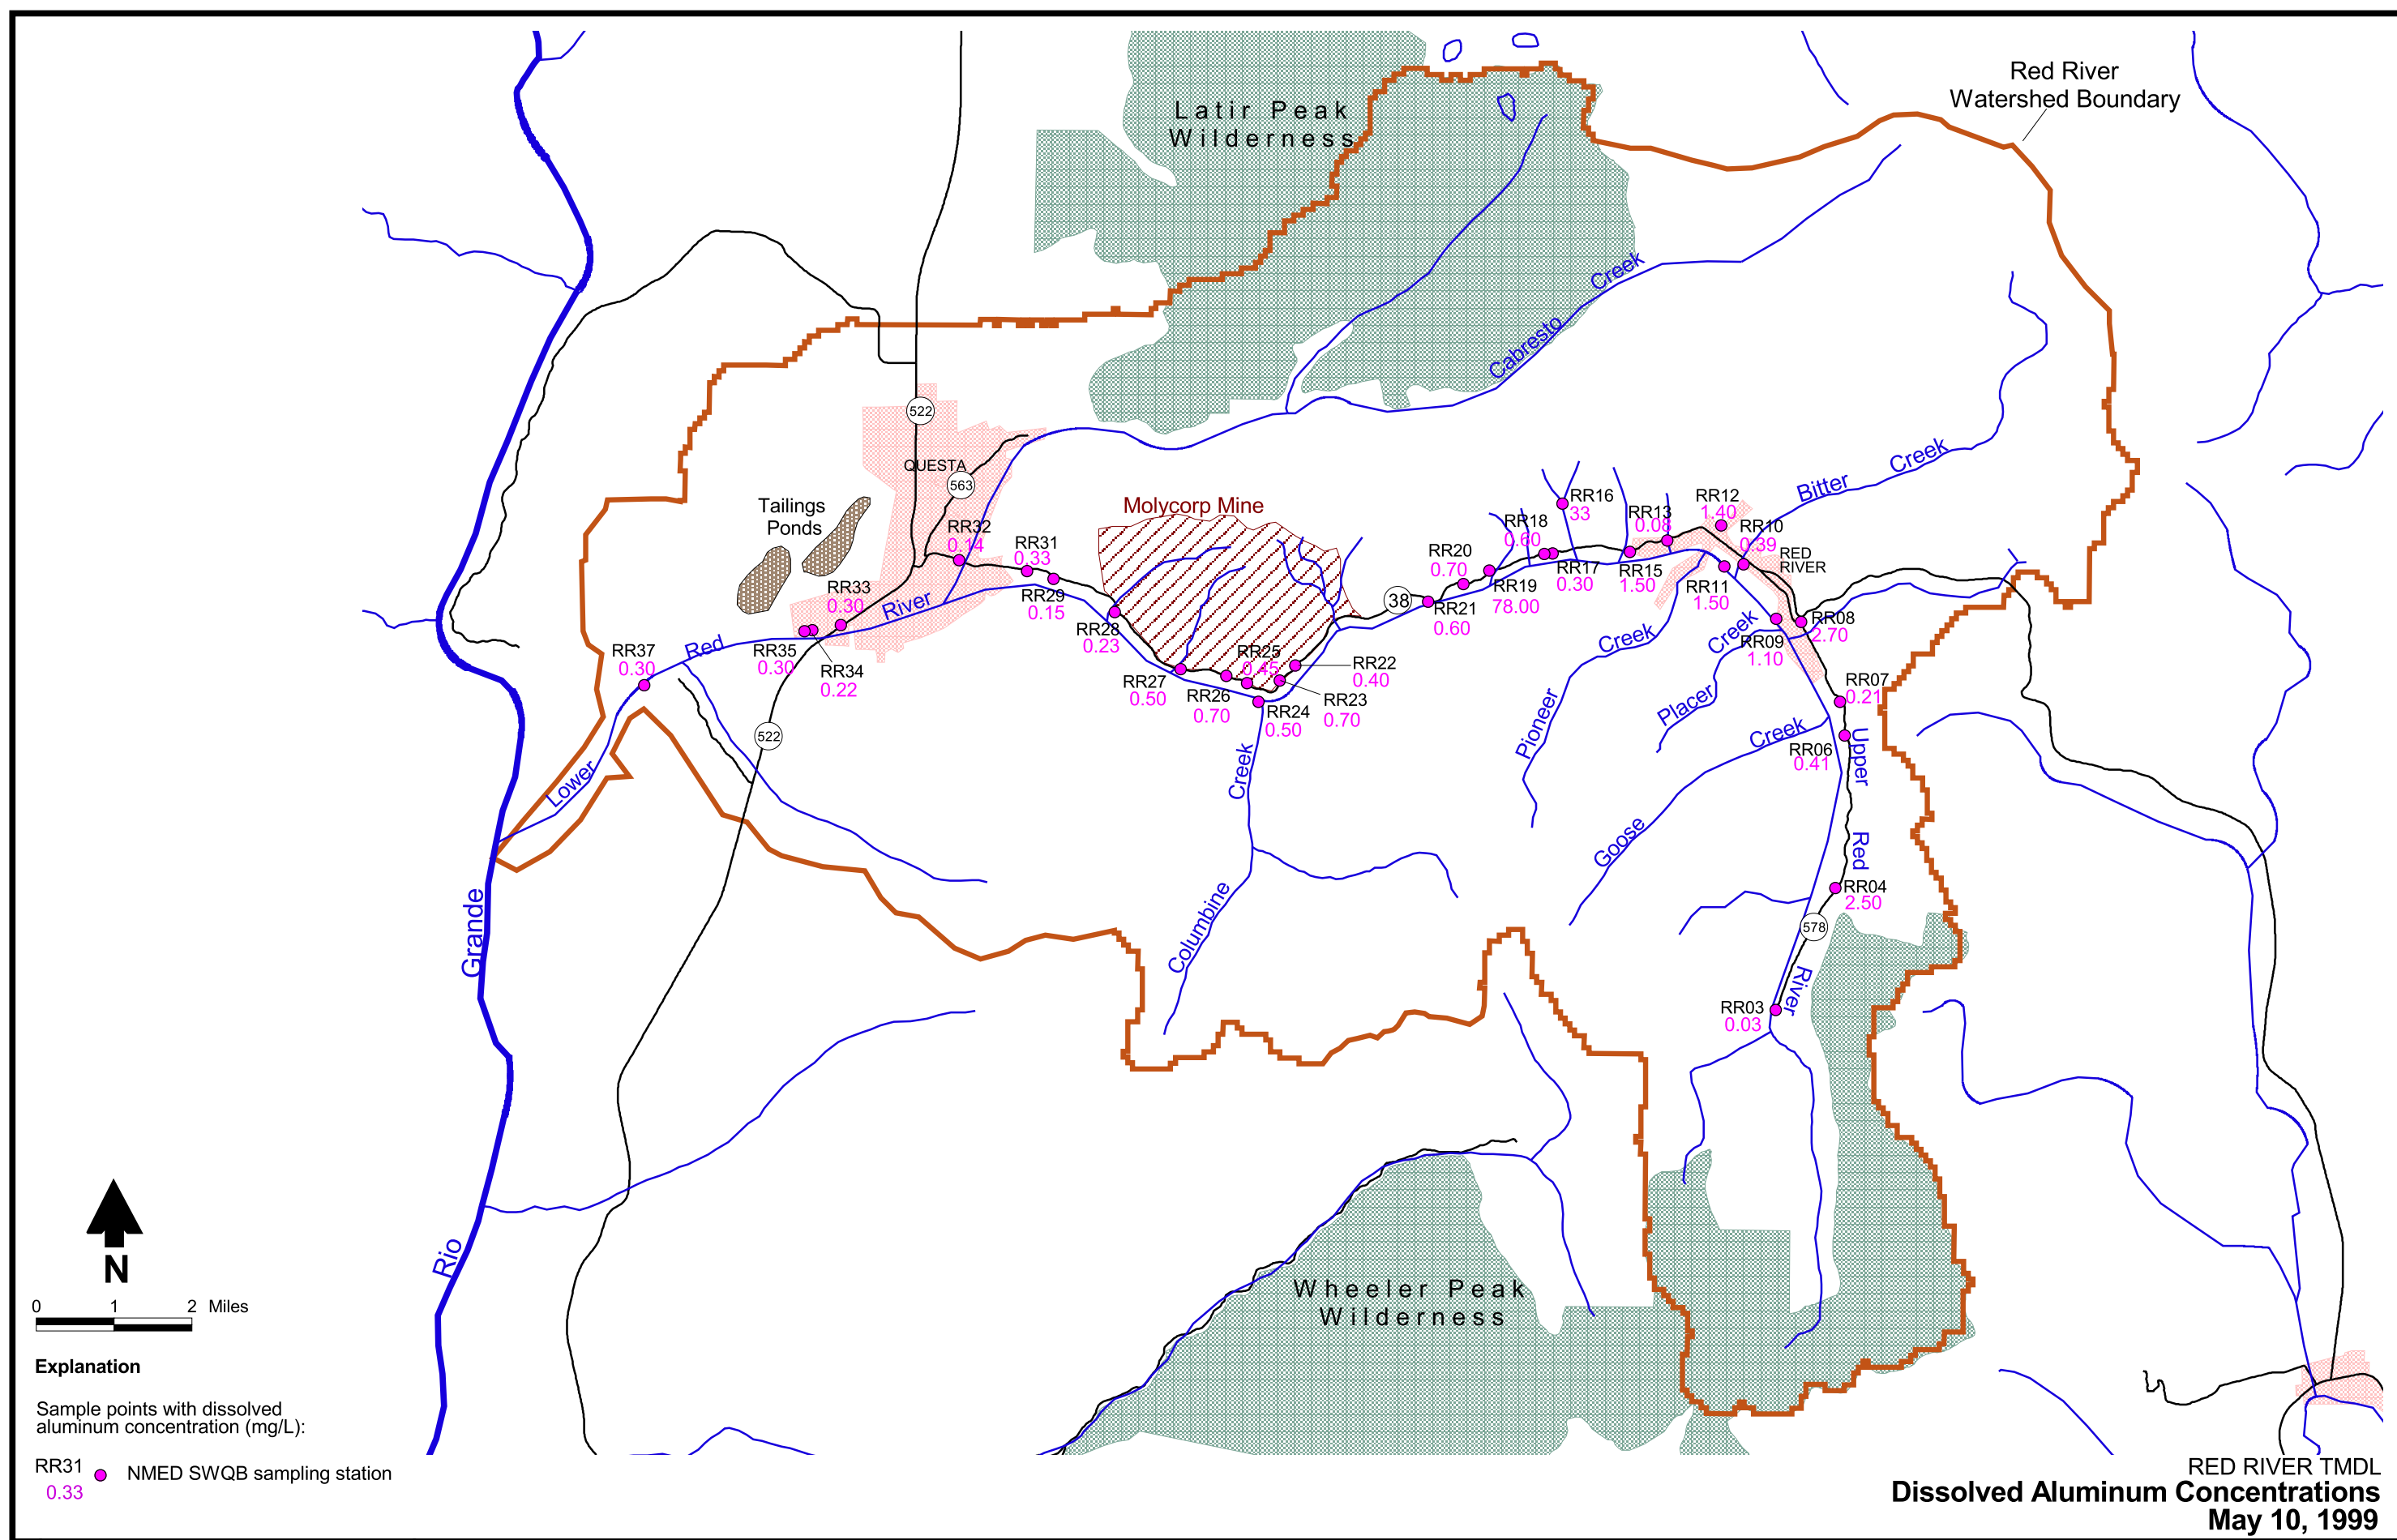 Red River
Watershed Boundary
Latir Peak
Wilderness
Creek
Cabresto
522
QUESTA
563
Creek
Bitter
Tailings
Ponds
Molycorp Mine
RR16
33
RR12
1.40
RR13
0.08
RR18
0.60
RR10
0.39
RR32
0.14
RR31
0.33
RR20
0.70
RED
RIVER
RR17
0.30
RR15
1.50
RR19
78.00
RR11
1.50
RR33
0.30
River
RR29
0.15
38
RR21
0.60
RR28
0.23
RR08
2.70
Creek
Creek
RR09
1.10
RR37
0.30
Red
RR35
0.30
RR34
0.22
RR25
0.45
RR22
0.40
RR27
0.50
RR26
0.70
RR23
0.70
RR24
0.50
RR07
0.21
Placer
Pioneer
Creek
RR06
0.41
Upper
522
Lower
Creek
Goose
Red
RR04
2.50
578
Columbine
Grande
River
RR03
0.03
Rio
N
0 1 2 Miles
Wheeler Peak
Wilderness
Explanation
Sample points with dissolved
aluminum concentration (mg/L):
RR31
NMED SWQB sampling station
0.33
RED RIVER TMDL
Dissolved Aluminum Concentrations
May 10, 1999